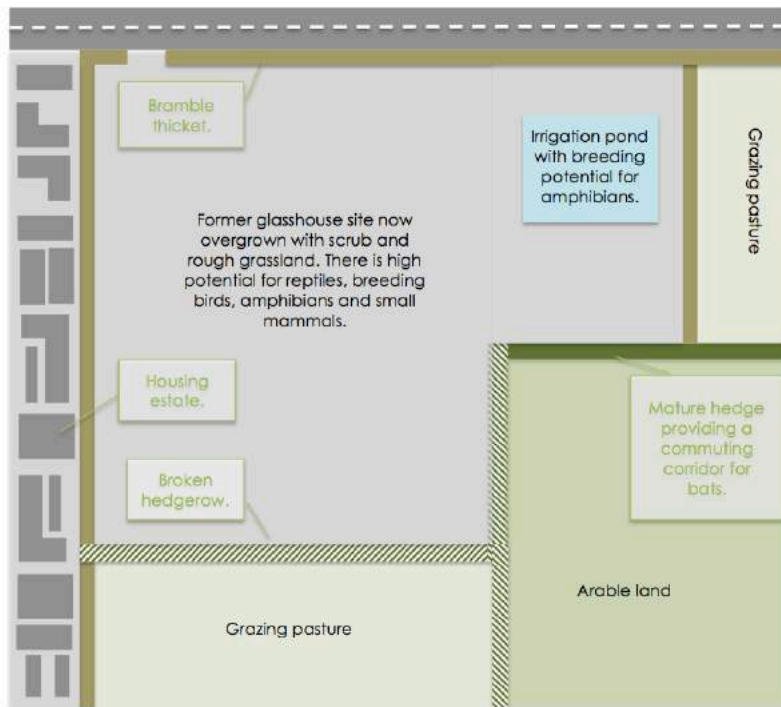 Bramble
thicket.
Irrigation pond
with breeding
potential for
amphibians.
Grazing pasture
Former glasshouse site now
overgrown with scrub and
rough grassland. There is high
potential for reptiles, breeding
birds, amphibians and small
mammals.
Housing
estate.
Mature hedge
providing a
commuting
corridor for
bats.
Broken
hedgerow.
Arable land
Grazing pasture